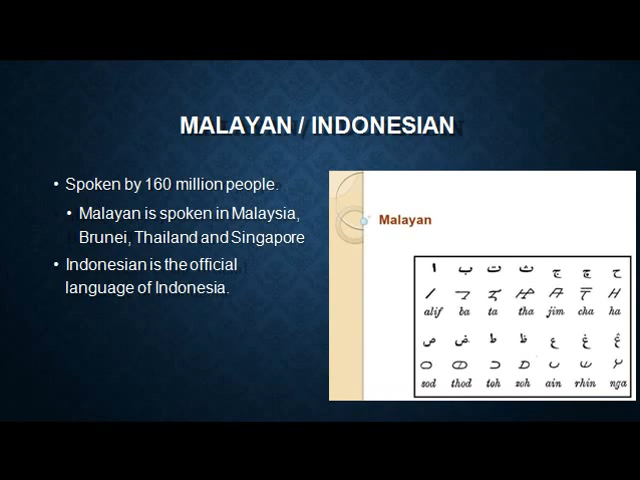 MALAYAN / INDONESIAN
• Spoken by 160 million people.
• Malayan is spoken in Malaysia,
Brunei, Thailand and Singapore
• Indonesian is the official
language of Indonesia.
Malayan
ا ب ت ث ج چ ح
alif ba ta tha jim cha ha
ص ض ط ظ ع غ ڠ
sod thod toh zoh ain rhin nga